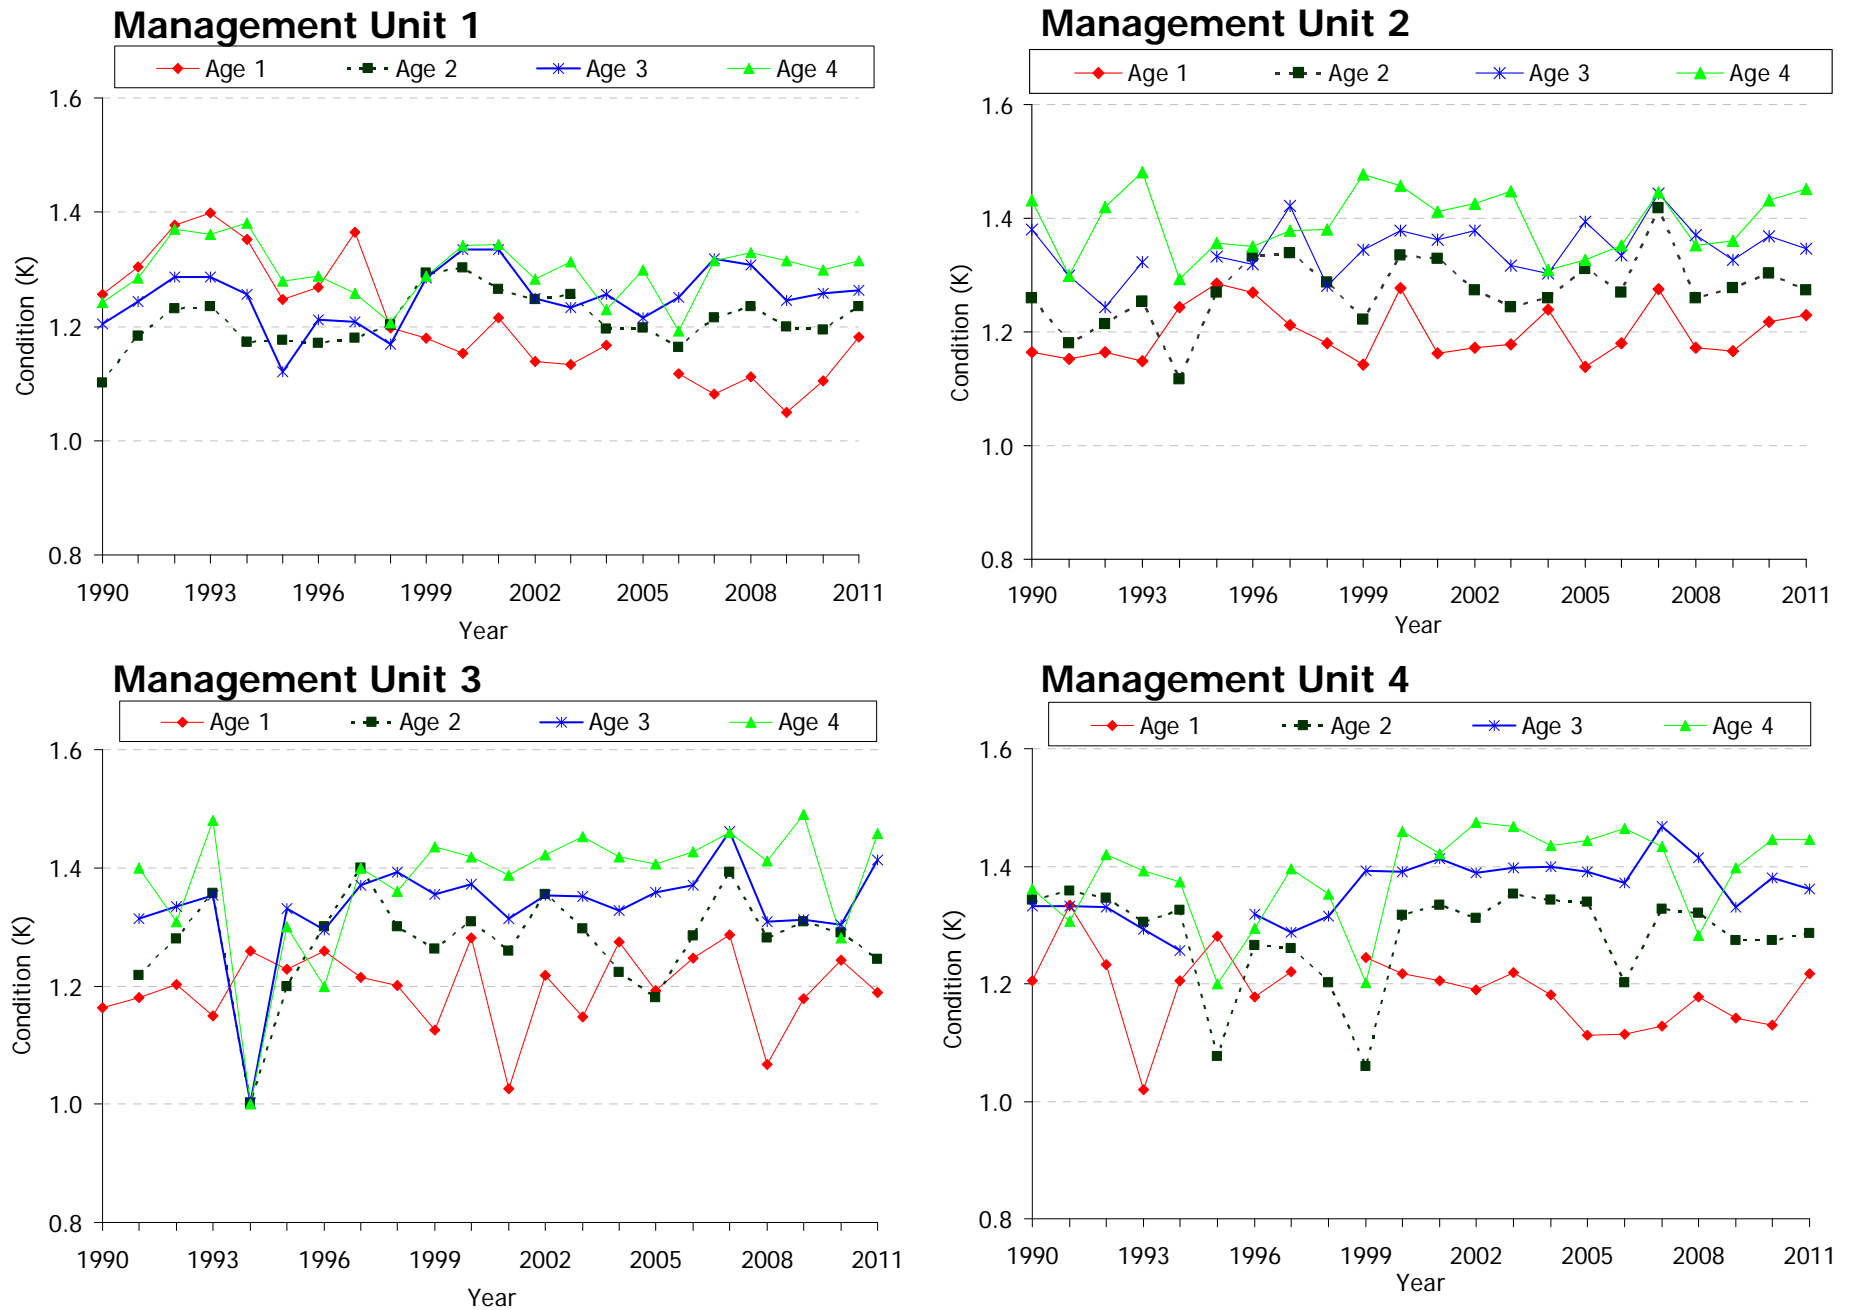 Management Unit 1
Age 1 Age 2 Age 3 Age 4
1.6
1.4
1.2
1.0
0.8
Condition (K)
1990 1993 1996 1999 2002 2005 2008 2011
Year
Management Unit 2
Age 1 Age 2 Age 3 Age 4
1.6
1.4
1.2
1.0
0.8
Condition (K)
1990 1993 1996 1999 2002 2005 2008 2011
Year
Management Unit 3
Age 1 Age 2 Age 3 Age 4
1.6
1.4
1.2
1.0
0.8
Condition (K)
1990 1993 1996 1999 2002 2005 2008 2011
Year
Management Unit 4
Age 1 Age 2 Age 3 Age 4
1.6
1.4
1.2
1.0
0.8
Condition (K)
1990 1993 1996 1999 2002 2005 2008 2011
Year